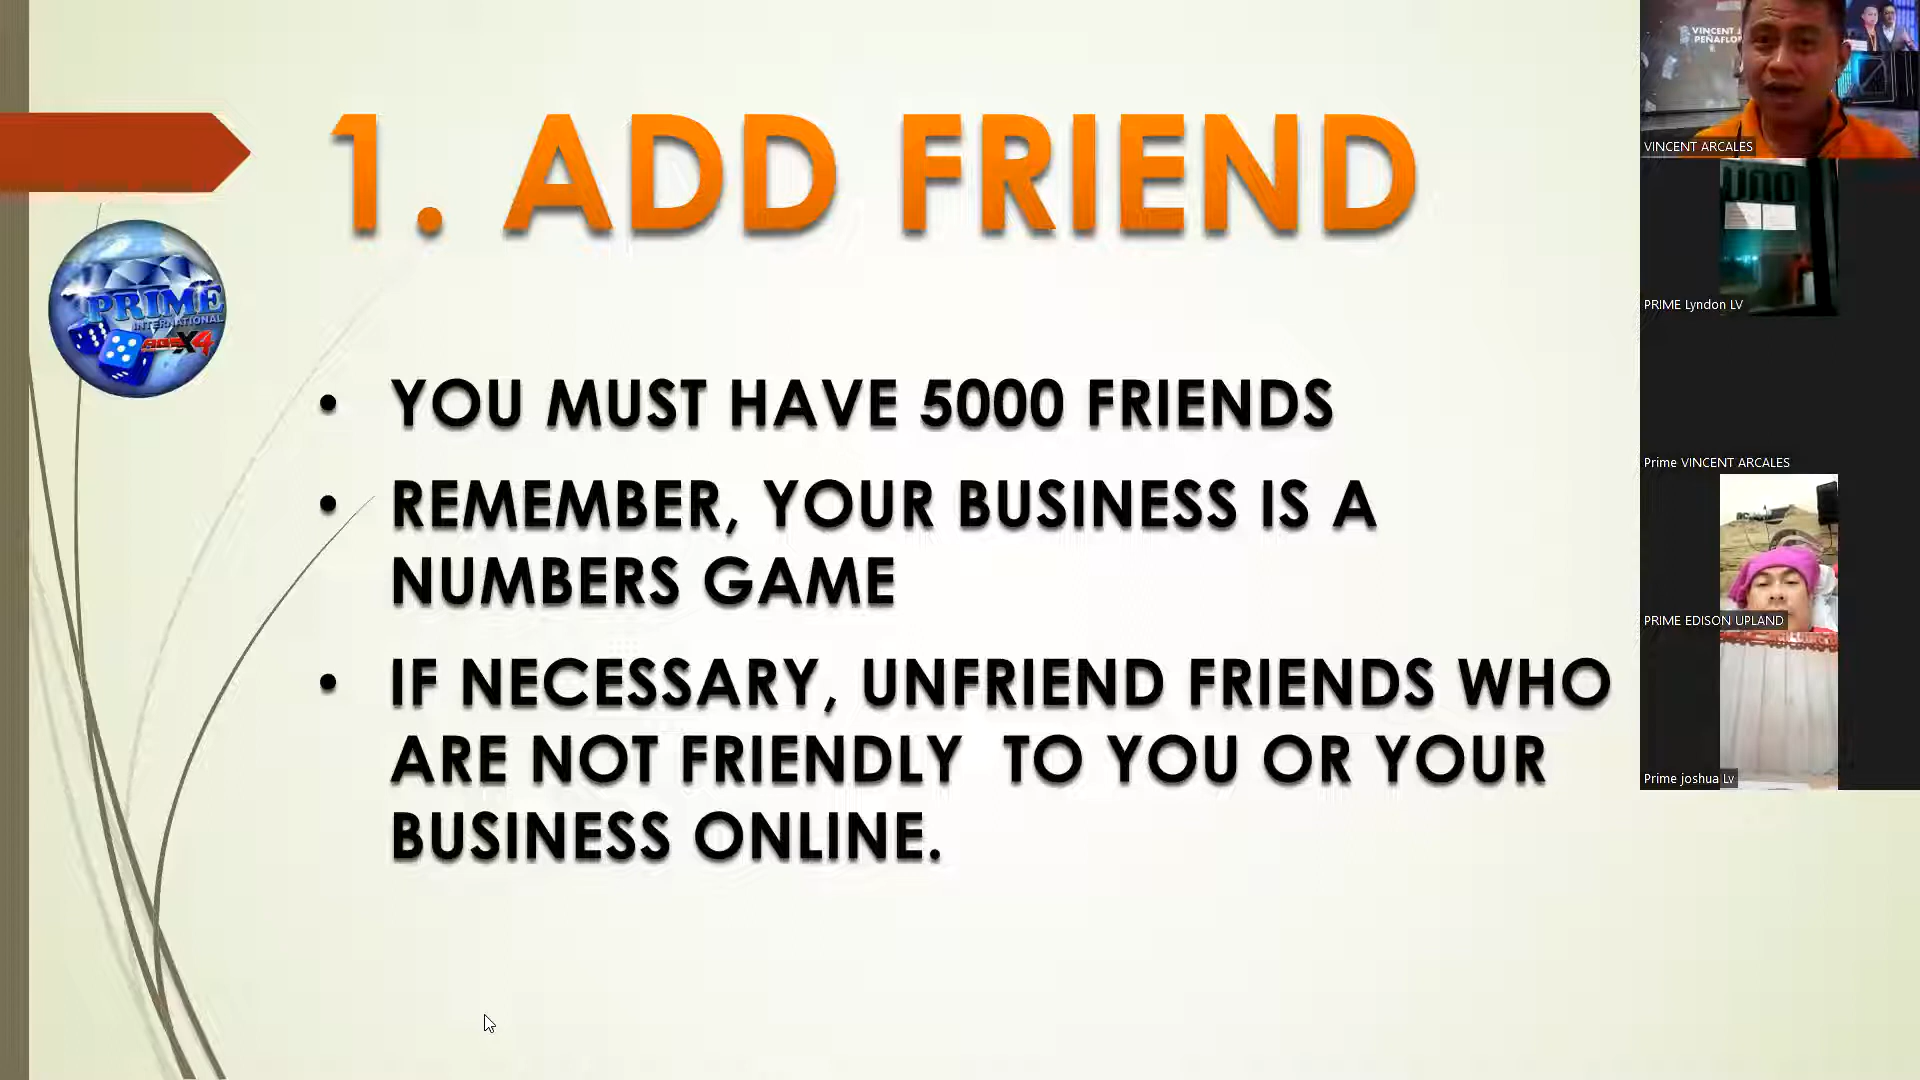 1. ADD FRIEND
PRIME
INTERNATIONAL
X4
• YOU MUST HAVE 5000 FRIENDS
• REMEMBER, YOUR BUSINESS IS A
NUMBERS GAME
• IF NECESSARY, UNFRIEND FRIENDS WHO
ARE NOT FRIENDLY TO YOU OR YOUR
BUSINESS ONLINE.
VINCENT J
VINCENT ARCALES
PRIME Lyndon LV
Prime VINCENT ARCALES
PRIME EDISON UPLAND
Prime joshua Lv